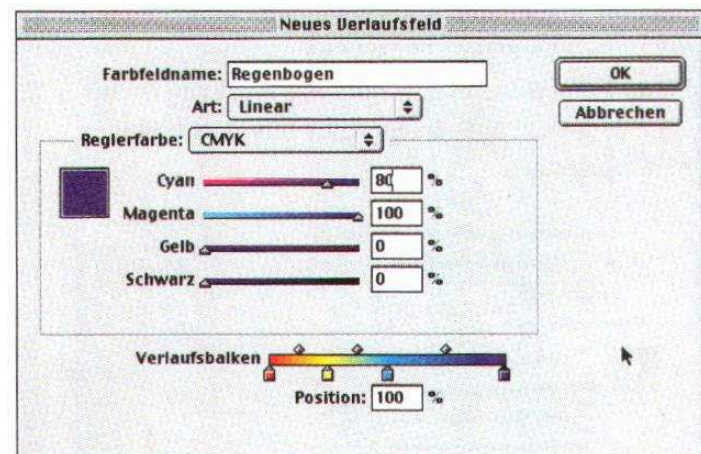 Neues Verlaufsfeld
Farbfeldname: Regenbogen
OK
Art: Linear
Abbrechen
Reglerfarbe: CMYK
Cyan 80 %
Magenta 100 %
Gelb 0 %
Schwarz 0 %
Verlaufsbalken
Position: 100 %